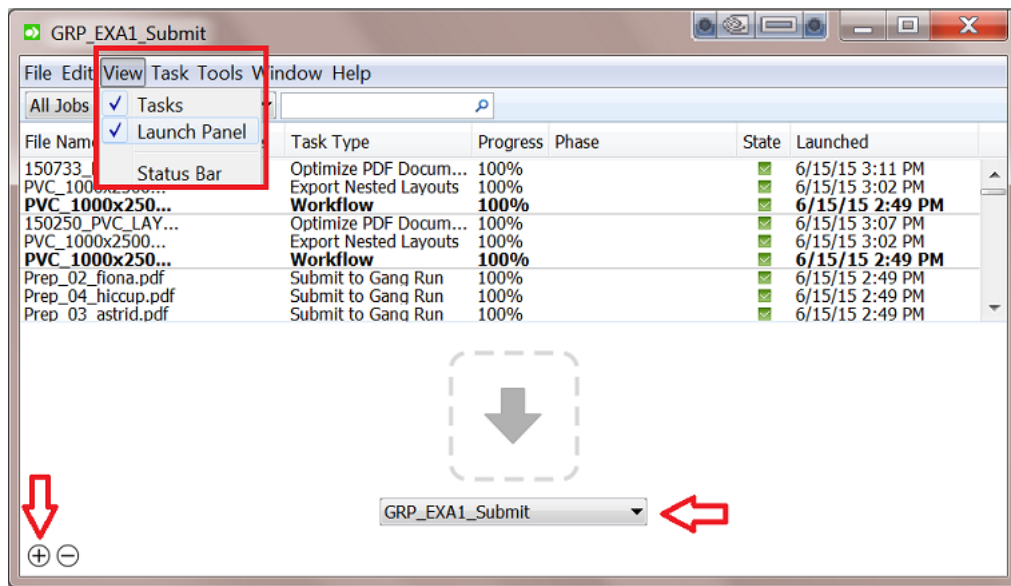 GRP_EXA1_Submit
File Edit View Task Tools Window Help
All Jobs
Tasks
Launch Panel
Status Bar
File Name Task Type Progress Phase State Launched
150733_ Optimize PDF Docum... 100% 6/15/15 3:11 PM
PVC_1000x2500... Export Nested Layouts 100% 6/15/15 3:02 PM
PVC_1000x250... Workflow 100% 6/15/15 2:49 PM
150250_PVC_LAY... Optimize PDF Docum... 100% 6/15/15 3:07 PM
PVC_1000x2500... Export Nested Layouts 100% 6/15/15 3:02 PM
PVC_1000x250... Workflow 100% 6/15/15 2:49 PM
Prep_02_fiona.pdf Submit to Gang Run 100% 6/15/15 2:49 PM
Prep_04_hiccup.pdf Submit to Gang Run 100% 6/15/15 2:49 PM
Prep_03_astrid.pdf Submit to Gang Run 100% 6/15/15 2:49 PM
GRP_EXA1_Submit